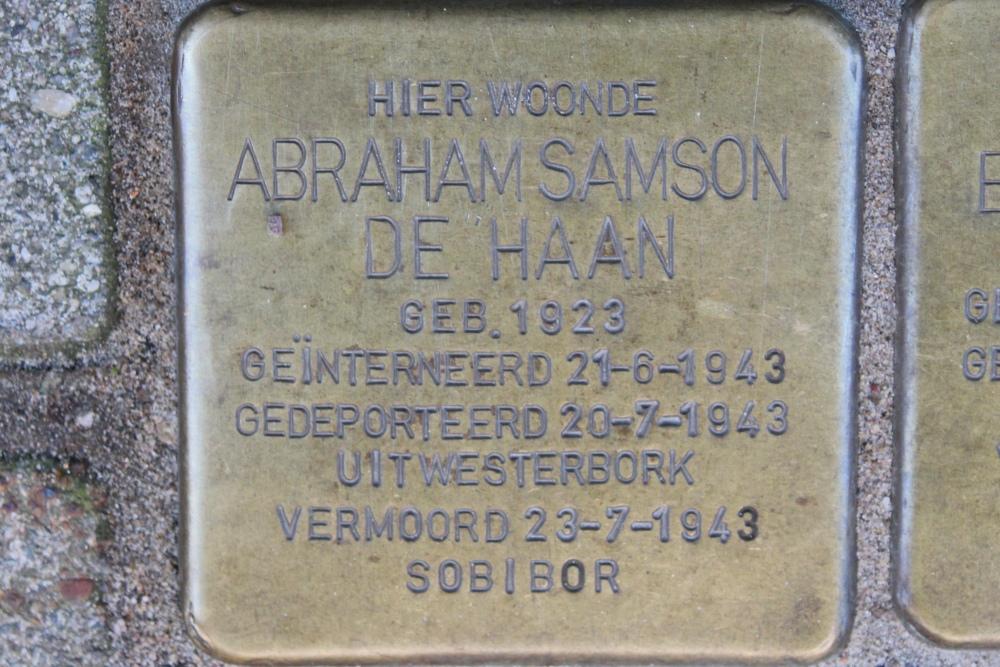 HIER WOONDE
ABRAHAM SAMSON
DE HAAN
GEB. 1923
GEÏNTERNEERD 21-6-1943
GEDEPORTEERD 20-7-1943
UIT WESTERBORK
VERMOORD 23-7-1943
SOBIBOR